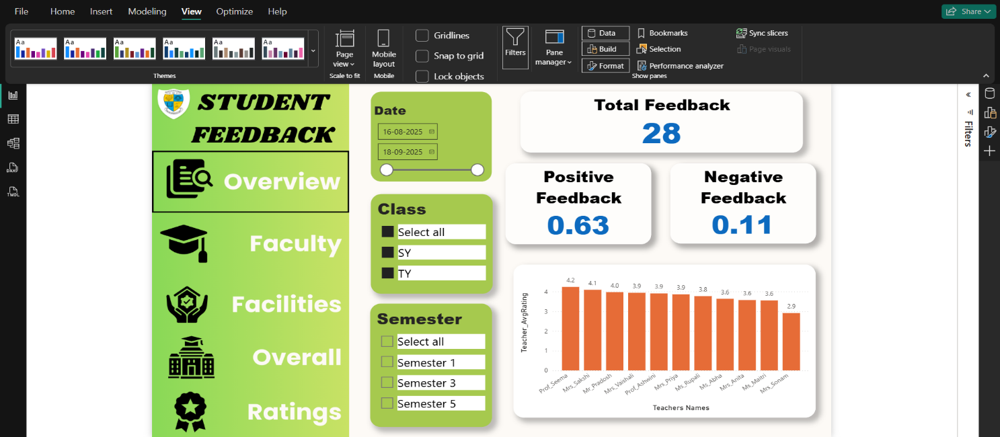 File Home Insert Modeling View Optimize Help
Share
Aa Aa Aa Aa Aa Aa
Themes
Page view
Scale to fit
Mobile layout
Mobile
Gridlines
Snap to grid
Lock objects
Filters
Pane manager
Data
Build
Format
Bookmarks
Selection
Performance analyzer
Sync slicers
Page visuals
Show panes
DAX
TMDL
STUDENT
FEEDBACK
Overview
Faculty
Facilities
Overall
Ratings
Date
16-08-2025
18-09-2025
Class
Select all
SY
TY
Semester
Select all
Semester 1
Semester 3
Semester 5
Total Feedback
28
Positive
Feedback
0.63
Negative
Feedback
0.11
Teacher_AvgRating
4
3
2
1
0
4.2 4.1 4.0 3.9 3.9 3.9 3.8 3.6 3.6 3.6 2.9
Prof_Seema Mrs_Sakshi Mr_Pradosh Mrs_Vaishali Prof_Ashwini Mrs_Priya Ms_Rupali Ms_Abha Mrs_Anita Ms_Maitri Mrs_Sonam
Teachers Names
Filters